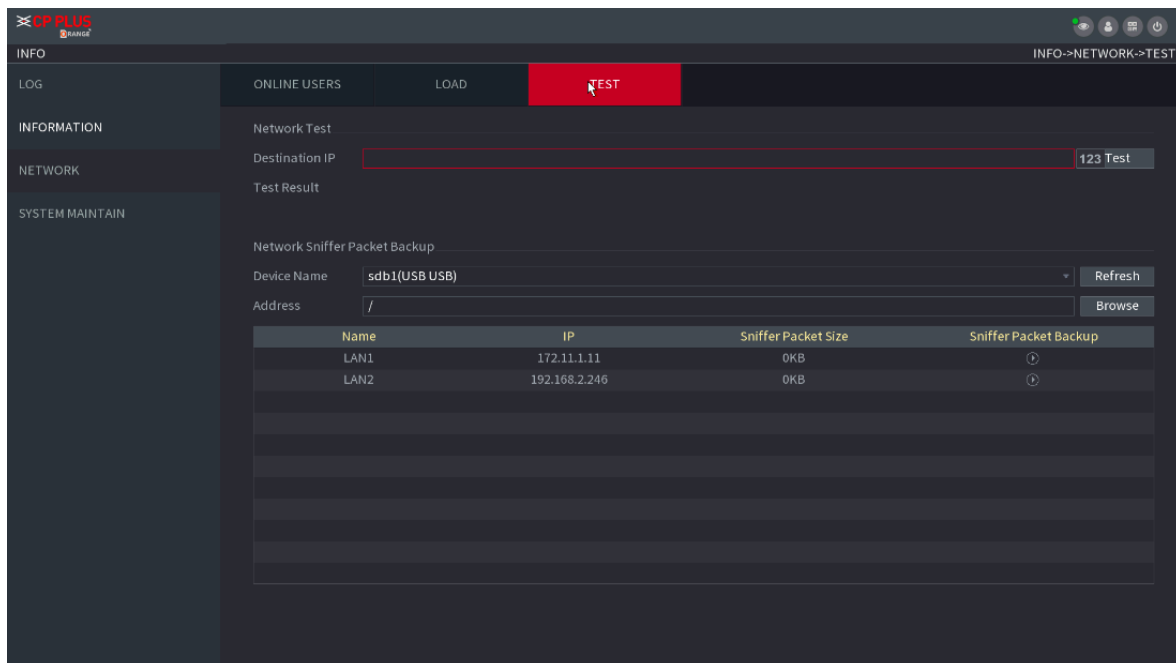 CP PLUS
ORANGE
INFO INFO->NETWORK->TEST
LOG
INFORMATION
NETWORK
SYSTEM MAINTAIN
ONLINE USERS LOAD TEST
Network Test
Destination IP 123 Test
Test Result
Network Sniffer Packet Backup
Device Name sdb1(USB USB) Refresh
Address / Browse
Name IP Sniffer Packet Size Sniffer Packet Backup
LAN1 172.11.1.11 0KB
LAN2 192.168.2.246 0KB